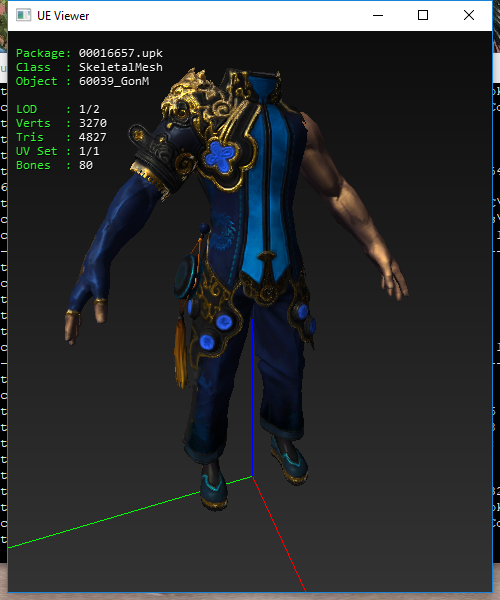 UE Viewer
Package: 00016657.upk
Class : SkeletalMesh
Object : 60039_GonM
LOD : 1/2
Verts : 3270
Tris : 4827
UV Set : 1/1
Bones : 80